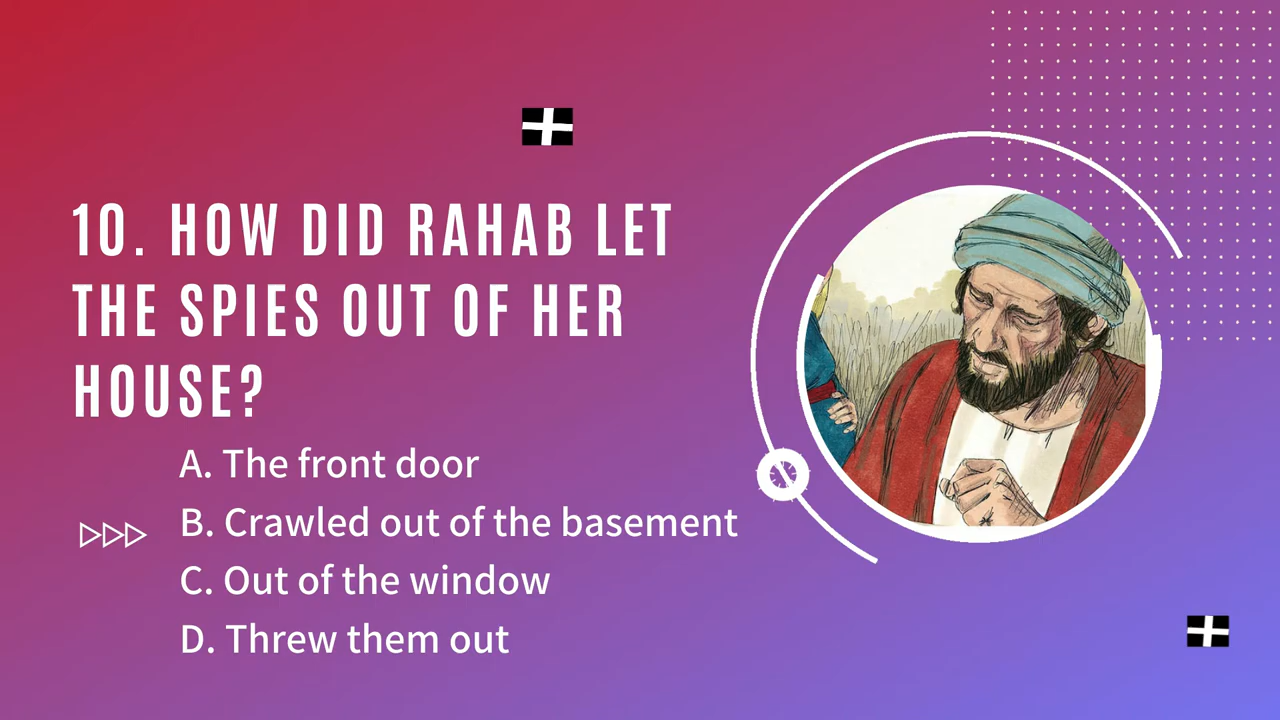 10. HOW DID RAHAB LET
THE SPIES OUT OF HER
HOUSE?
A. The front door
B. Crawled out of the basement
C. Out of the window
D. Threw them out